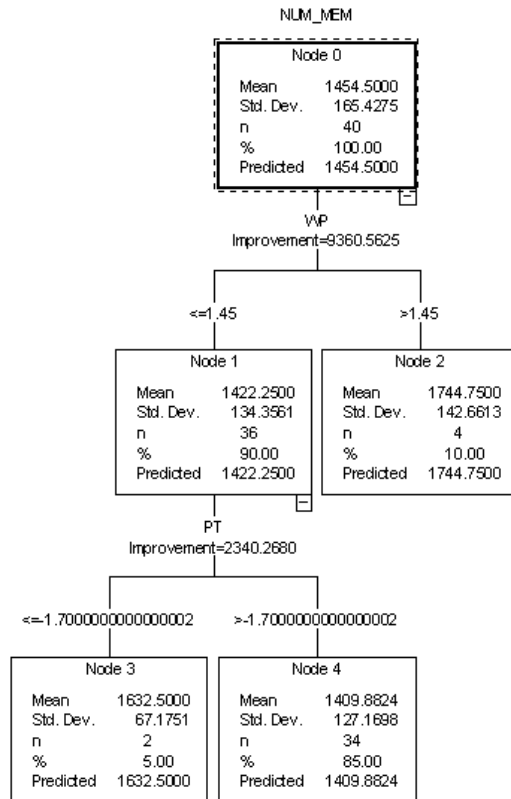 NUM_MEM
Node 0
Mean 1454.5000
Std. Dev. 165.4275
n 40
% 100.00
Predicted 1454.5000
VVP
Improvement=9360.5625
<=1.45 >1.45
Node 1
Mean 1422.2500
Std. Dev. 134.3561
n 36
% 90.00
Predicted 1422.2500
Node 2
Mean 1744.7500
Std. Dev. 142.6613
n 4
% 10.00
Predicted 1744.7500
PT
Improvement=2340.2680
<=-1.7000000000000002 >-1.7000000000000002
Node 3
Mean 1632.5000
Std. Dev. 67.1751
n 2
% 5.00
Predicted 1632.5000
Node 4
Mean 1409.8824
Std. Dev. 127.1698
n 34
% 85.00
Predicted 1409.8824